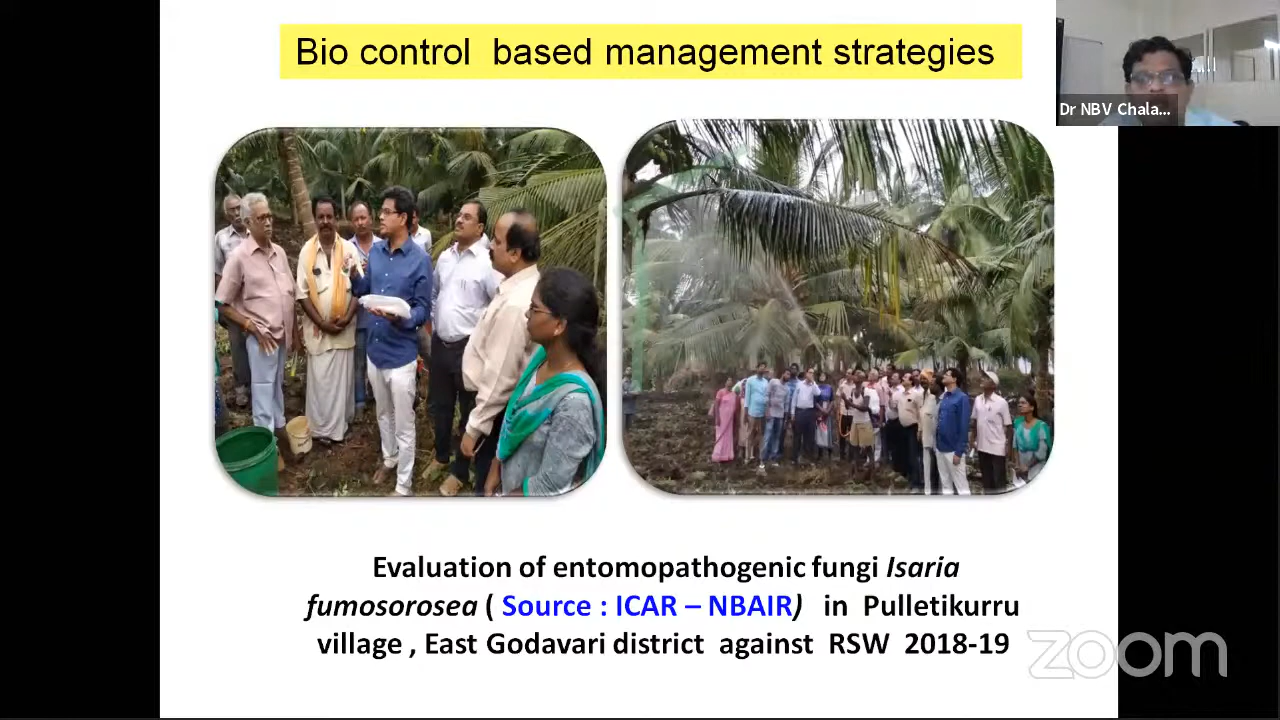 Bio control based management strategies
Dr NBV Chala...
Evaluation of entomopathogenic fungi Isaria
fumosorosea ( Source : ICAR – NBAIR) in Pulletikurru
village , East Godavari district against RSW 2018-19
zoom